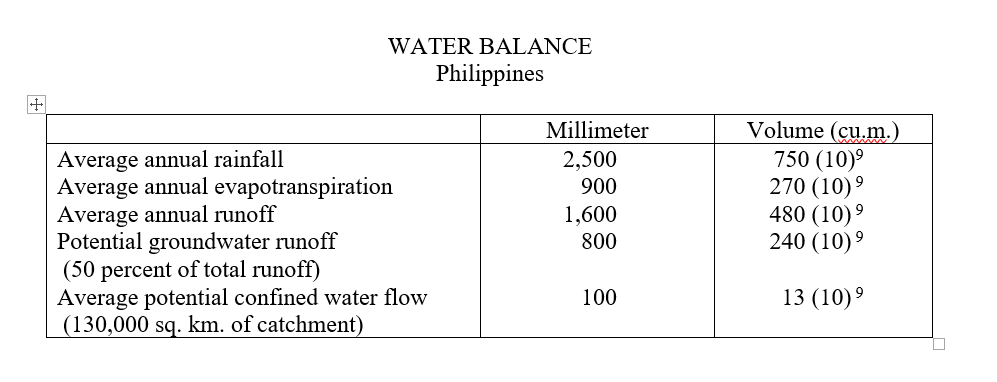 WATER BALANCE
Philippines
Millimeter Volume (cu.m.)
Average annual rainfall 2,500 750 (10)⁹
Average annual evapotranspiration 900 270 (10) ⁹
Average annual runoff 1,600 480 (10) ⁹
Potential groundwater runoff 800 240 (10) ⁹
(50 percent of total runoff)
Average potential confined water flow 100 13 (10) ⁹
(130,000 sq. km. of catchment)